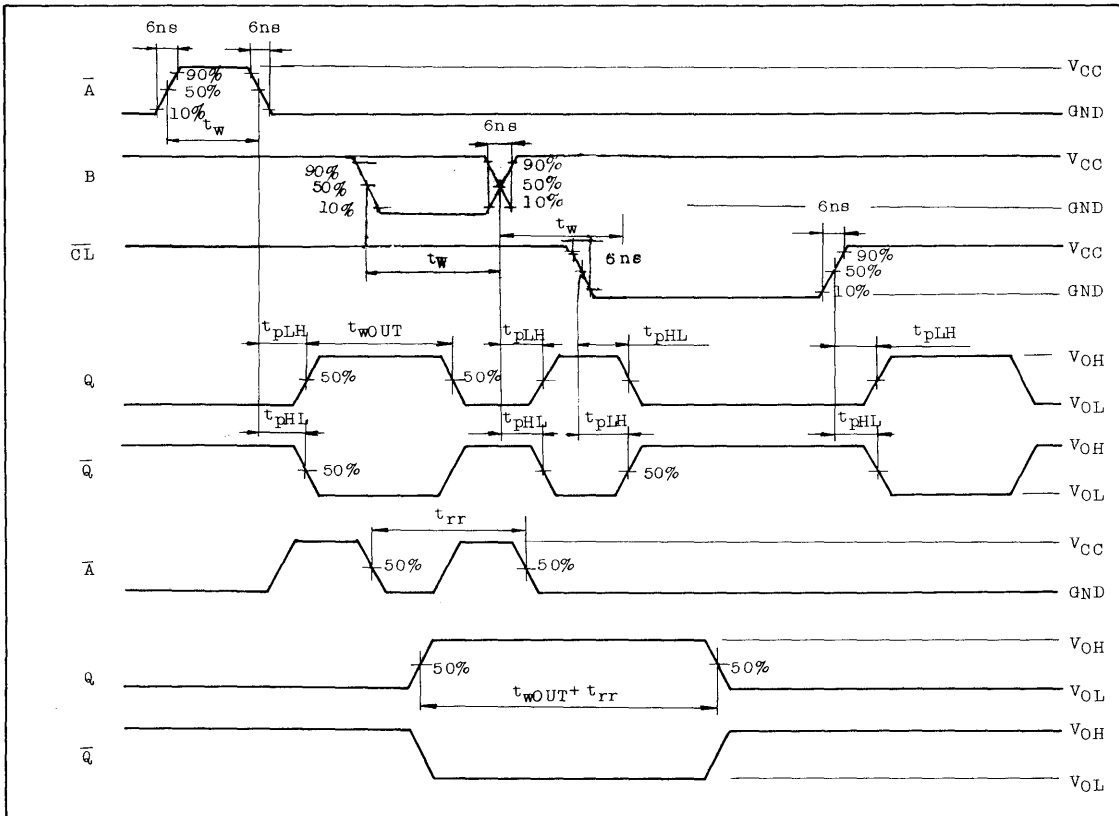 6ns 6ns
A̅ 90% 50% 10% t_w V_CC GND
6ns
B 90% 50% 10% 90% 50% 10% V_CC GND
t_w 6ns
C̅L̅ t_w 6ns 90% 50% 10% V_CC GND
t_pLH t_wOUT t_pLH t_pHL t_pLH
Q 50% 50% V_OH V_OL
t_pHL t_pHL t_pLH t_pHL
Q̅ 50% 50% V_OH V_OL
t_rr
A̅ 50% 50% V_CC GND
Q 50% 50% V_OH V_OL
t_wOUT + t_rr
Q̅ V_OH V_OL